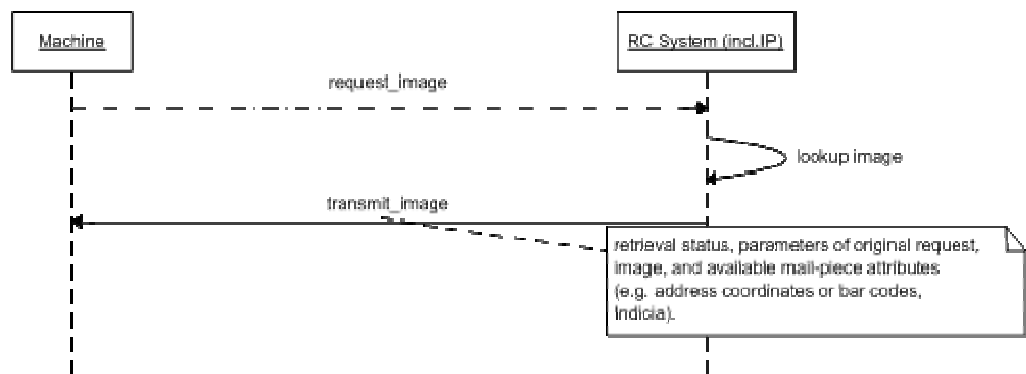 Machine
RC System (incl.IP)
request_image
lookup image
transmit_image
retrieval status, parameters of original request,
image, and available mail-piece attributes
(e.g. address coordinates or bar codes,
Indicia).